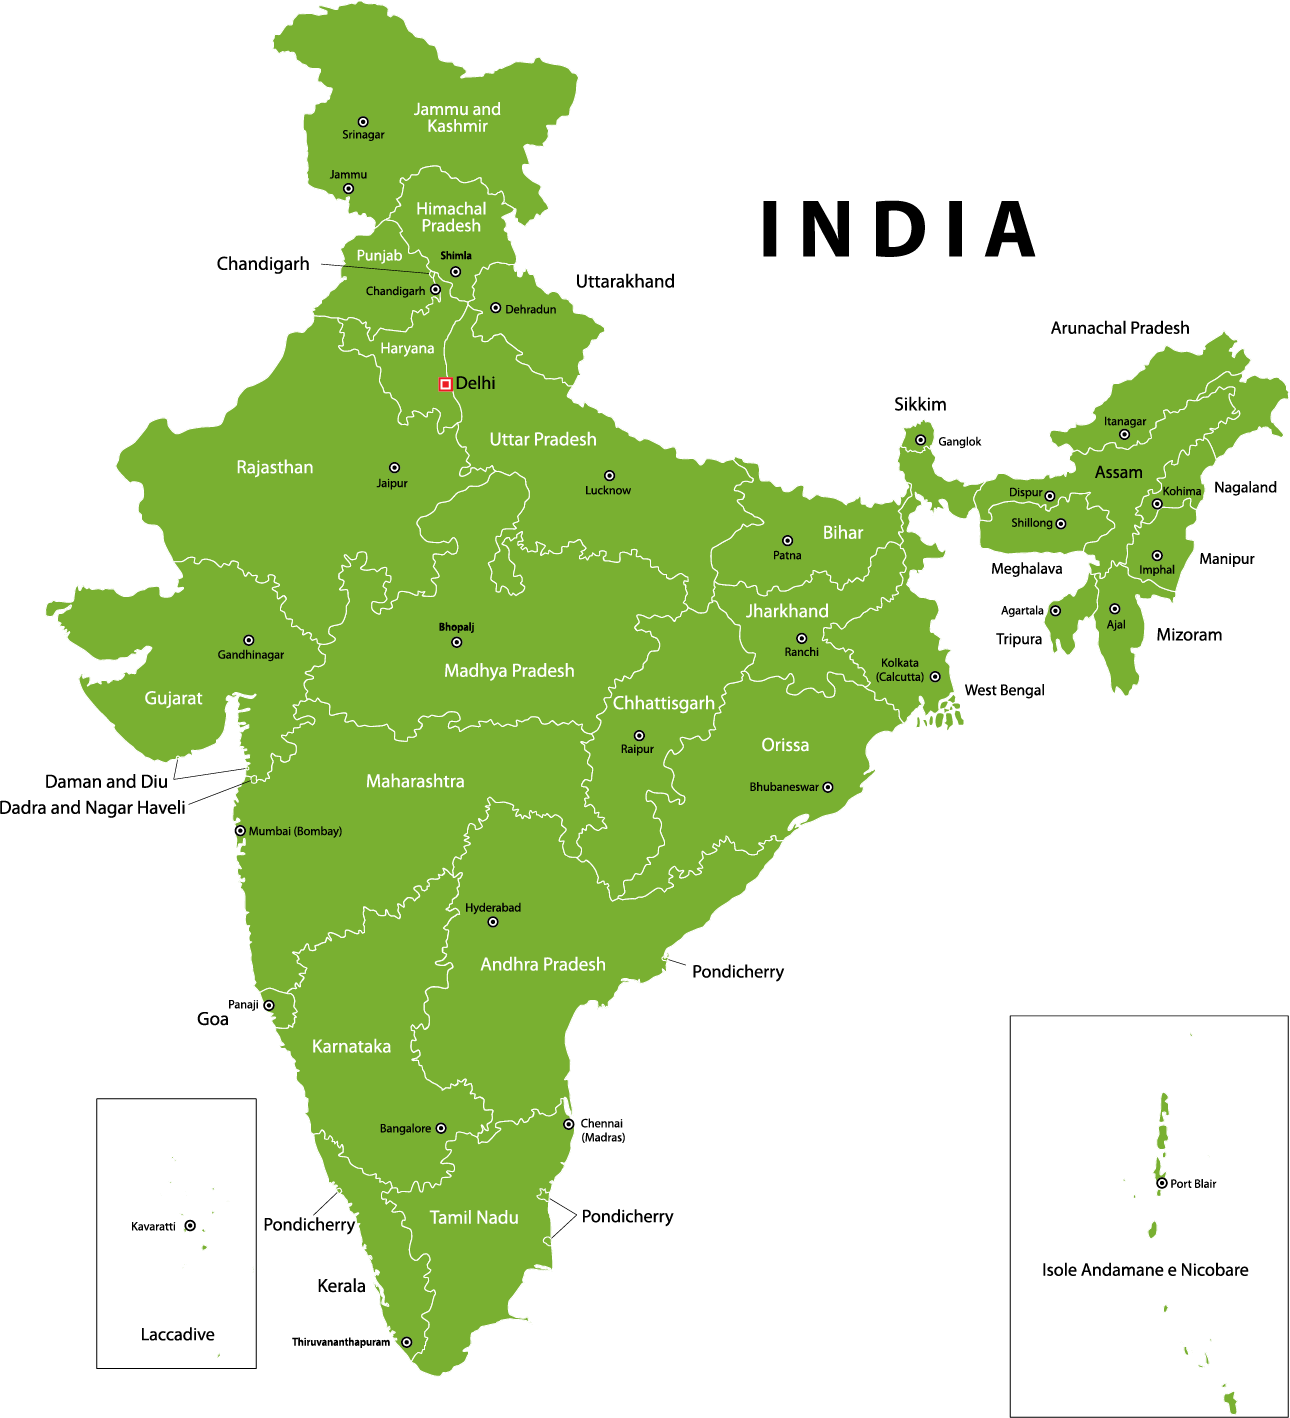 INDIA
Jammu and
Kashmir
Srinagar
Jammu
Himachal
Pradesh
Punjab
Shimla
Chandigarh
Chandigarh
Uttarakhand
Dehradun
Haryana
Delhi
Arunachal Pradesh
Sikkim
Ganglok
Itanagar
Assam
Uttar Pradesh
Rajasthan
Jaipur
Lucknow
Dispur
Kohima
Nagaland
Shillong
Bihar
Patna
Meghalava
Imphal
Manipur
Jharkhand
Ranchi
Agartala
Tripura
Ajal
Mizoram
Bhopalj
Madhya Pradesh
Gandhinagar
Gujarat
Kolkata
(Calcutta)
West Bengal
Chhattisgarh
Raipur
Orissa
Bhubaneswar
Daman and Diu
Dadra and Nagar Haveli
Maharashtra
Mumbai (Bombay)
Hyderabad
Andhra Pradesh
Pondicherry
Panaji
Goa
Karnataka
Bangalore
Chennai
(Madras)
Pondicherry
Tamil Nadu
Pondicherry
Kerala
Thiruvananthapuram
Kavaratti
Laccadive
Port Blair
Isole Andamane e Nicobare